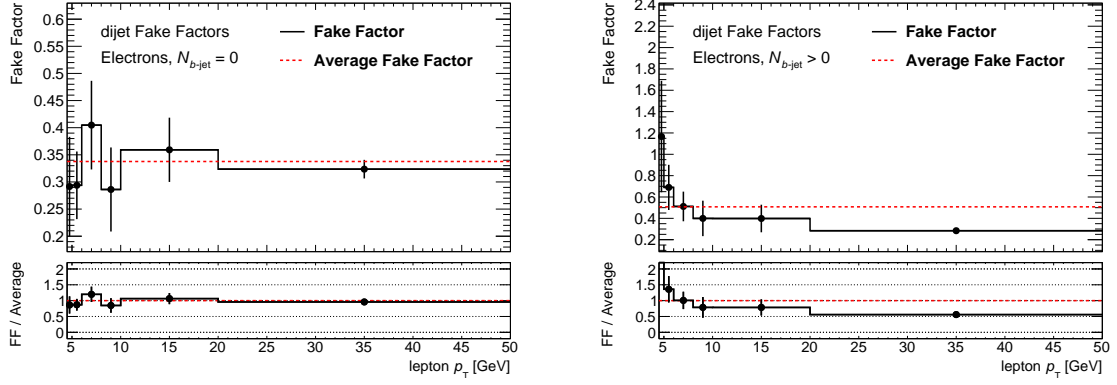 Fake Factor
0.6
0.55
0.5
0.45
0.4
0.35
0.3
0.25
0.2
dijet Fake Factors
Electrons, N_b-jet = 0
Fake Factor
Average Fake Factor
FF / Average
2
1.5
1
0.5
0
5 10 15 20 25 30 35 40 45 50
lepton p_T [GeV]
Fake Factor
2.4
2.2
2
1.8
1.6
1.4
1.2
1
0.8
0.6
0.4
0.2
dijet Fake Factors
Electrons, N_b-jet > 0
Fake Factor
Average Fake Factor
FF / Average
2
1.5
1
0.5
0
5 10 15 20 25 30 35 40 45 50
lepton p_T [GeV]